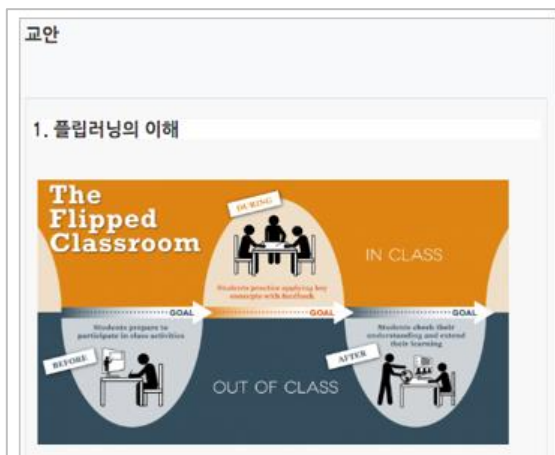 교안
1. 플립러닝의 이해
The
Flipped
Classroom
DURING
IN CLASS
Students practice applying key
concepts with feedback
GOAL
GOAL
GOAL
Students prepare to
participate in class activities
BEFORE
OUT OF CLASS
Students check their
understanding and extend
their learning
AFTER